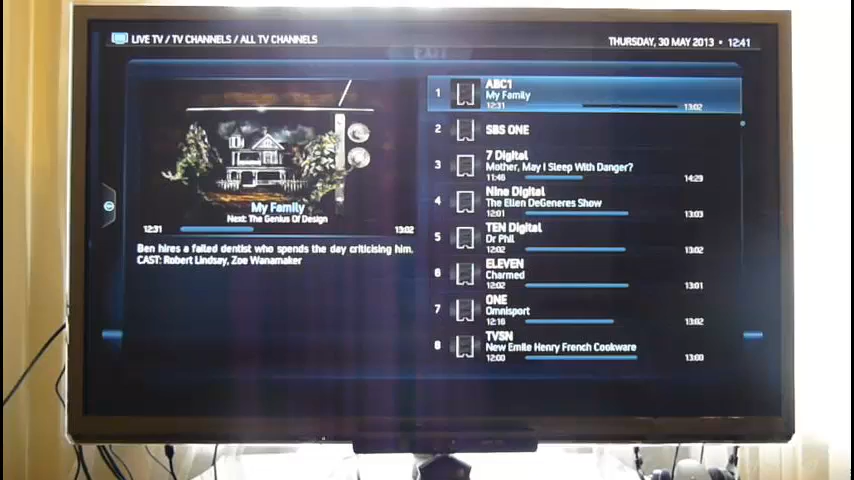 LIVE TV / TV CHANNELS / ALL TV CHANNELS
THURSDAY, 30 MAY 2013 • 12:41
My Family
Next: The Genius Of Design
12:31 13:02
Ben hires a failed dentist who spends the day criticising him.
CAST: Robert Lindsay, Zoe Wanamaker
1 ABC1
My Family
12:31 13:02
2 SBS ONE
3 7 Digital
Mother, May I Sleep With Danger?
11:46 14:29
4 Nine Digital
The Ellen DeGeneres Show
12:01 13:03
5 TEN Digital
Dr Phil
12:02 13:02
6 ELEVEN
Charmed
12:02 13:01
7 ONE
Omnisport
12:16 13:02
8 TVSN
New Emile Henry French Cookware
12:00 13:00